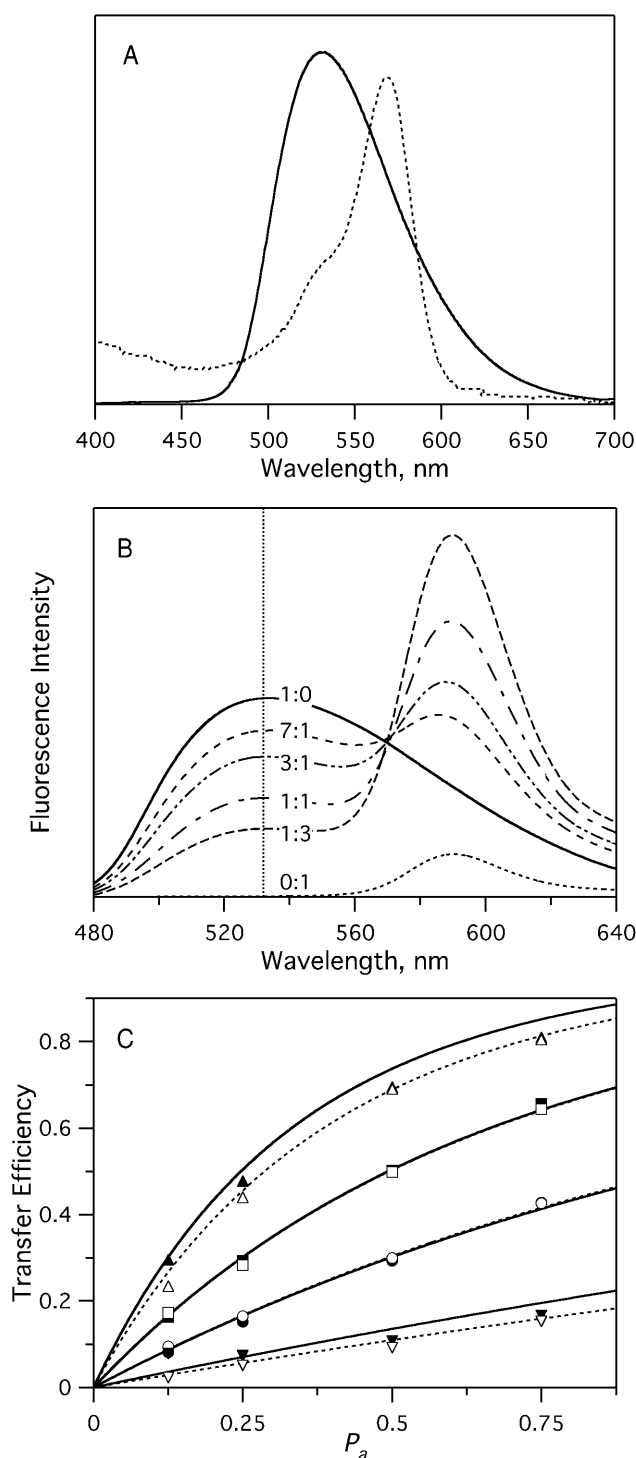 A
400 450 500 550 600 650 700
Wavelength, nm
B
Fluorescence Intensity
1:0
7:1
3:1
1:1
1:3
0:1
480 520 560 600 640
Wavelength, nm
C
Transfer Efficiency
0.8
0.6
0.4
0.2
0
0 0.25 0.5 0.75
Pa